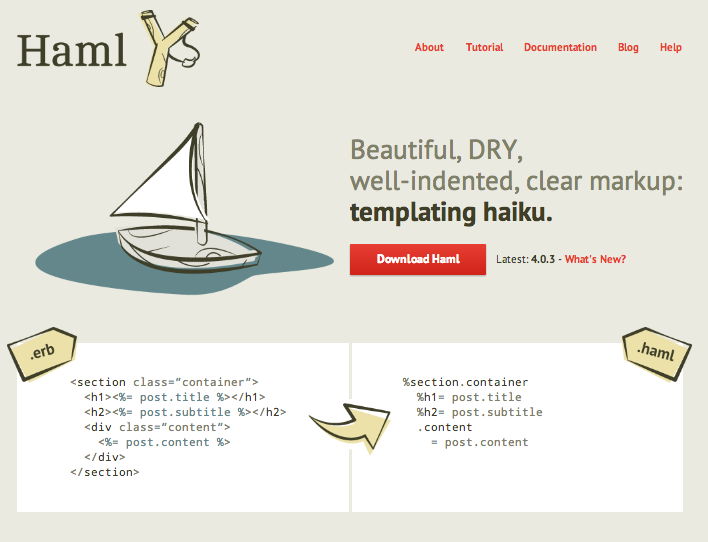 Haml
About Tutorial Documentation Blog Help
Beautiful, DRY,
well-indented, clear markup:
templating haiku.
Download Haml Latest: 4.0.3 - What's New?
.erb
<section class="container">
<h1><%= post.title %></h1>
<h2><%= post.subtitle %></h2>
<div class="content">
<%= post.content %>
</div>
</section>
.haml
%section.container
%h1= post.title
%h2= post.subtitle
.content
= post.content